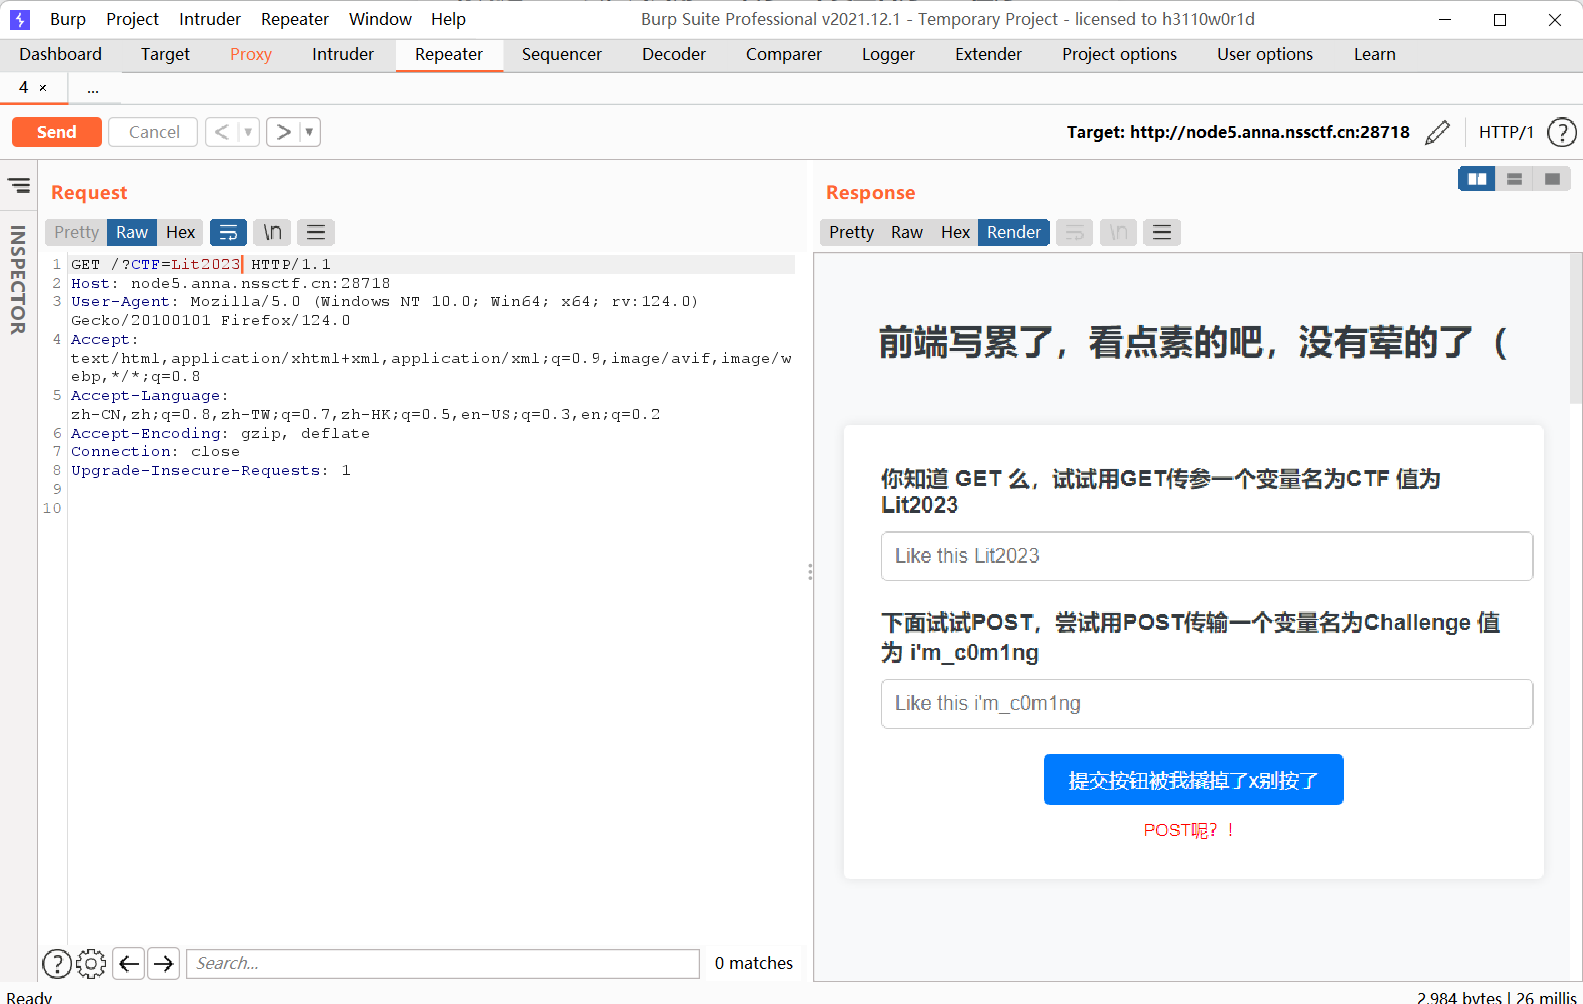 Burp Project Intruder Repeater Window Help Burp Suite Professional v2021.12.1 - Temporary Project - licensed to h3110w0r1d
Dashboard Target Proxy Intruder Repeater Sequencer Decoder Comparer Logger Extender Project options User options Learn
4 × ...
Send Cancel < > Target: http://node5.anna.nssctf.cn:28718 HTTP/1 ?
INSPECTOR
Request
Pretty Raw Hex \n
1 GET /?CTF=Lit2023 HTTP/1.1
2 Host: node5.anna.nssctf.cn:28718
3 User-Agent: Mozilla/5.0 (Windows NT 10.0; Win64; x64; rv:124.0)
Gecko/20100101 Firefox/124.0
4 Accept:
text/html,application/xhtml+xml,application/xml;q=0.9,image/avif,image/w
ebp,*/*;q=0.8
5 Accept-Language:
zh-CN,zh;q=0.8,zh-TW;q=0.7,zh-HK;q=0.5,en-US;q=0.3,en;q=0.2
6 Accept-Encoding: gzip, deflate
7 Connection: close
8 Upgrade-Insecure-Requests: 1
9
10
? Search... 0 matches
Response
Pretty Raw Hex Render \n
前端写累了，看点素的吧，没有荤的了（
你知道 GET 么，试试用GET传参一个变量名为CTF 值为
Lit2023
Like this Lit2023
下面试试POST，尝试用POST传输一个变量名为Challenge 值
为 i'm_c0m1ng
Like this i'm_c0m1ng
提交按钮被我撬掉了x别按了
POST呢？！
Ready 2,984 bytes | 26 millis